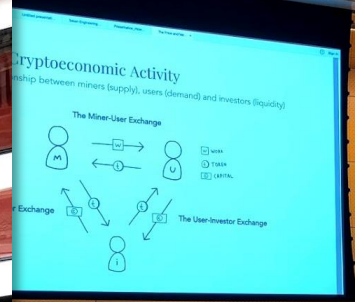 Cryptoeconomic Activity
nship between miners (supply), users (demand) and investors (liquidity)
The Miner-User Exchange
W
t
M
U
W WORK
t TOKEN
CAPITAL
r Exchange
t
t
The User-Investor Exchange
i